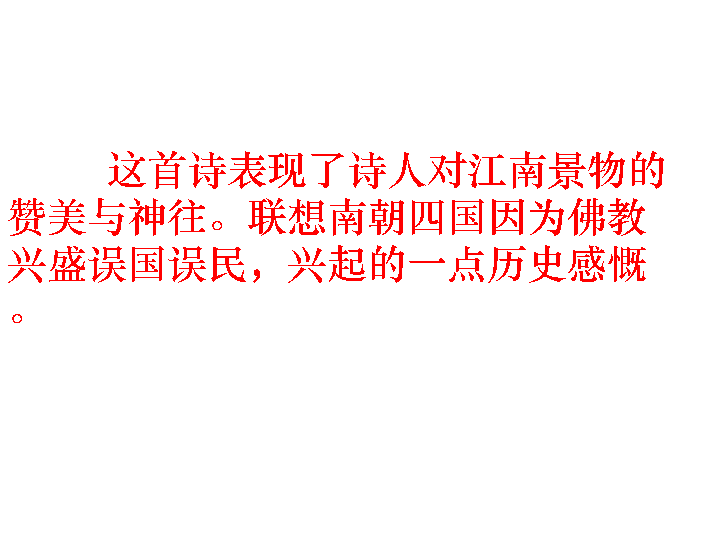 这首诗表现了诗人对江南景物的
赞美与神往。联想南朝四国因为佛教
兴盛误国误民，兴起的一点历史感慨
。